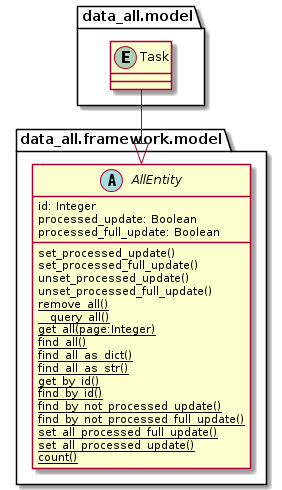 data_all.model
E Task
data_all.framework.model
A AllEntity
id: Integer
processed_update: Boolean
processed_full_update: Boolean
set_processed_update()
set_processed_full_update()
unset_processed_update()
unset_processed_full_update()
remove_all()
__query_all()
get_all(page:Integer)
find_all()
find_all_as_dict()
find_all_as_str()
get_by_id()
find_by_id()
find_by_not_processed_update()
find_by_not_processed_full_update()
set_all_processed_full_update()
set_all_processed_update()
count()